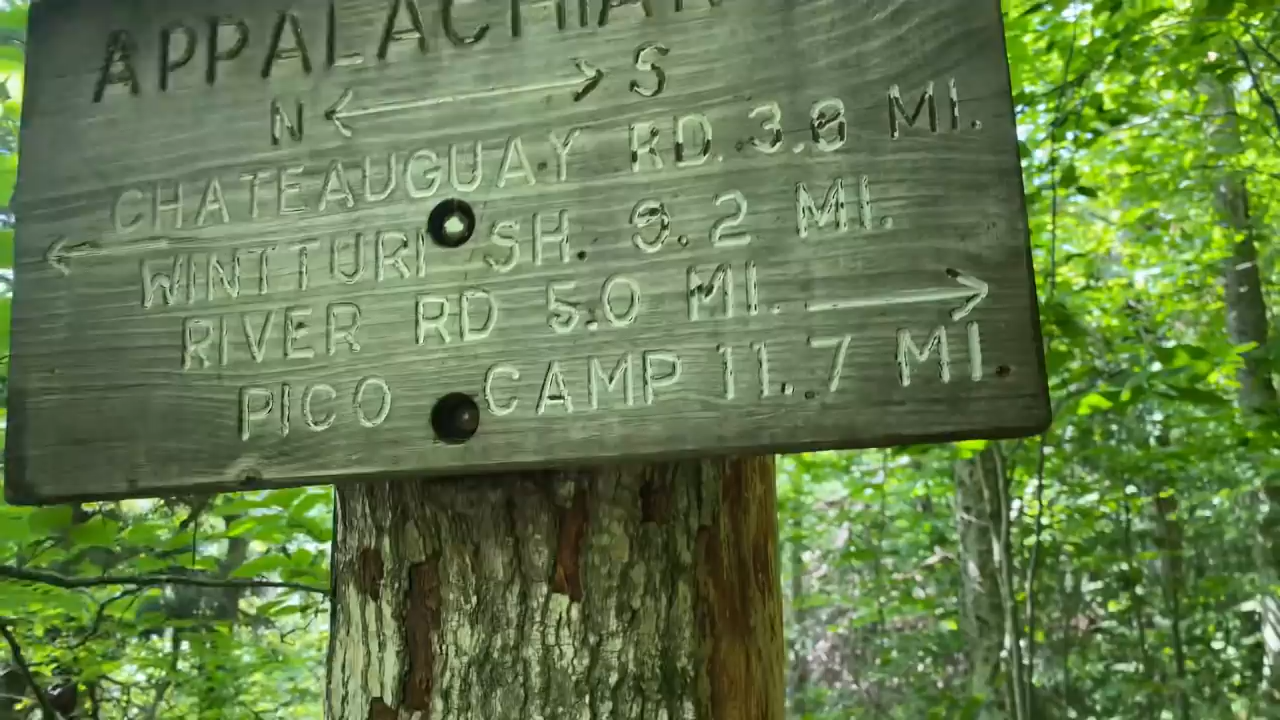 APPALACHIAN
N ← → S
CHATEAUGUAY RD. 3.8 MI.
← WINTTURI SH. 9.2 MI.
RIVER RD 5.0 MI. →
PICO CAMP 11.7 MI.